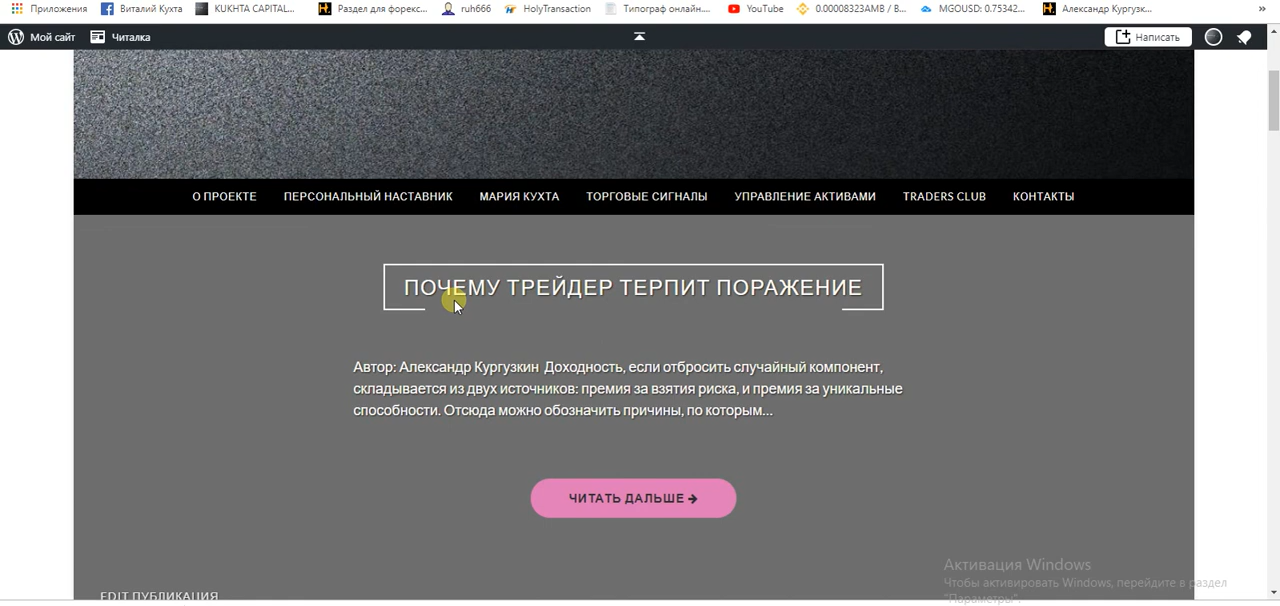 Приложения Виталий Кухта KUKHTA CAPITAL... Раздел для форекс... ruh666 HolyTransaction Типограф онлайн.... YouTube 0.00008323AMB / B... MGOUSD: 0.75342... Александр Кургузк... »
Мой сайт Читалка Написать
О ПРОЕКТЕ ПЕРСОНАЛЬНЫЙ НАСТАВНИК МАРИЯ КУХТА ТОРГОВЫЕ СИГНАЛЫ УПРАВЛЕНИЕ АКТИВАМИ TRADERS CLUB КОНТАКТЫ
ПОЧЕМУ ТРЕЙДЕР ТЕРПИТ ПОРАЖЕНИЕ
Автор: Александр Кургузкин Доходность, если отбросить случайный компонент,
складывается из двух источников: премия за взятия риска, и премия за уникальные
способности. Отсюда можно обозначить причины, по которым...
ЧИТАТЬ ДАЛЬШЕ →
Активация Windows
Чтобы активировать Windows, перейдите в раздел
"Параметры".
EDIT ПУБЛИКАЦИЯ